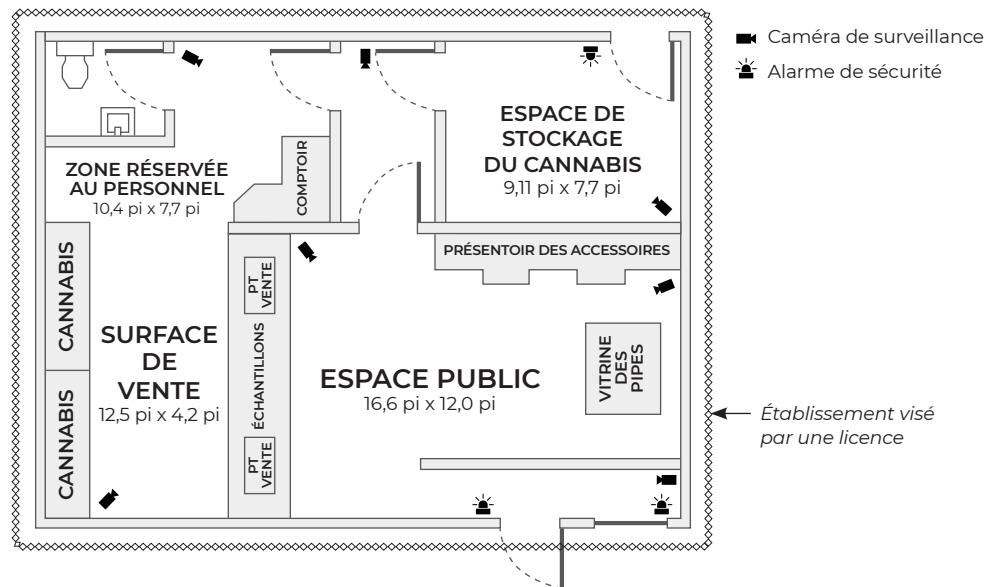 Caméra de surveillance
Alarme de sécurité
ESPACE DE
STOCKAGE
DU CANNABIS
9,11 pi x 7,7 pi
ZONE RÉSERVÉE
AU PERSONNEL
10,4 pi x 7,7 pi
COMPTOIR
PRÉSENTOIR DES ACCESSOIRES
CANNABIS
CANNABIS
SURFACE
DE
VENTE
12,5 pi x 4,2 pi
PT
VENTE
ÉCHANTILLONS
PT
VENTE
ESPACE PUBLIC
16,6 pi x 12,0 pi
VITRINE
DES
PIPES
Établissement visé
par une licence